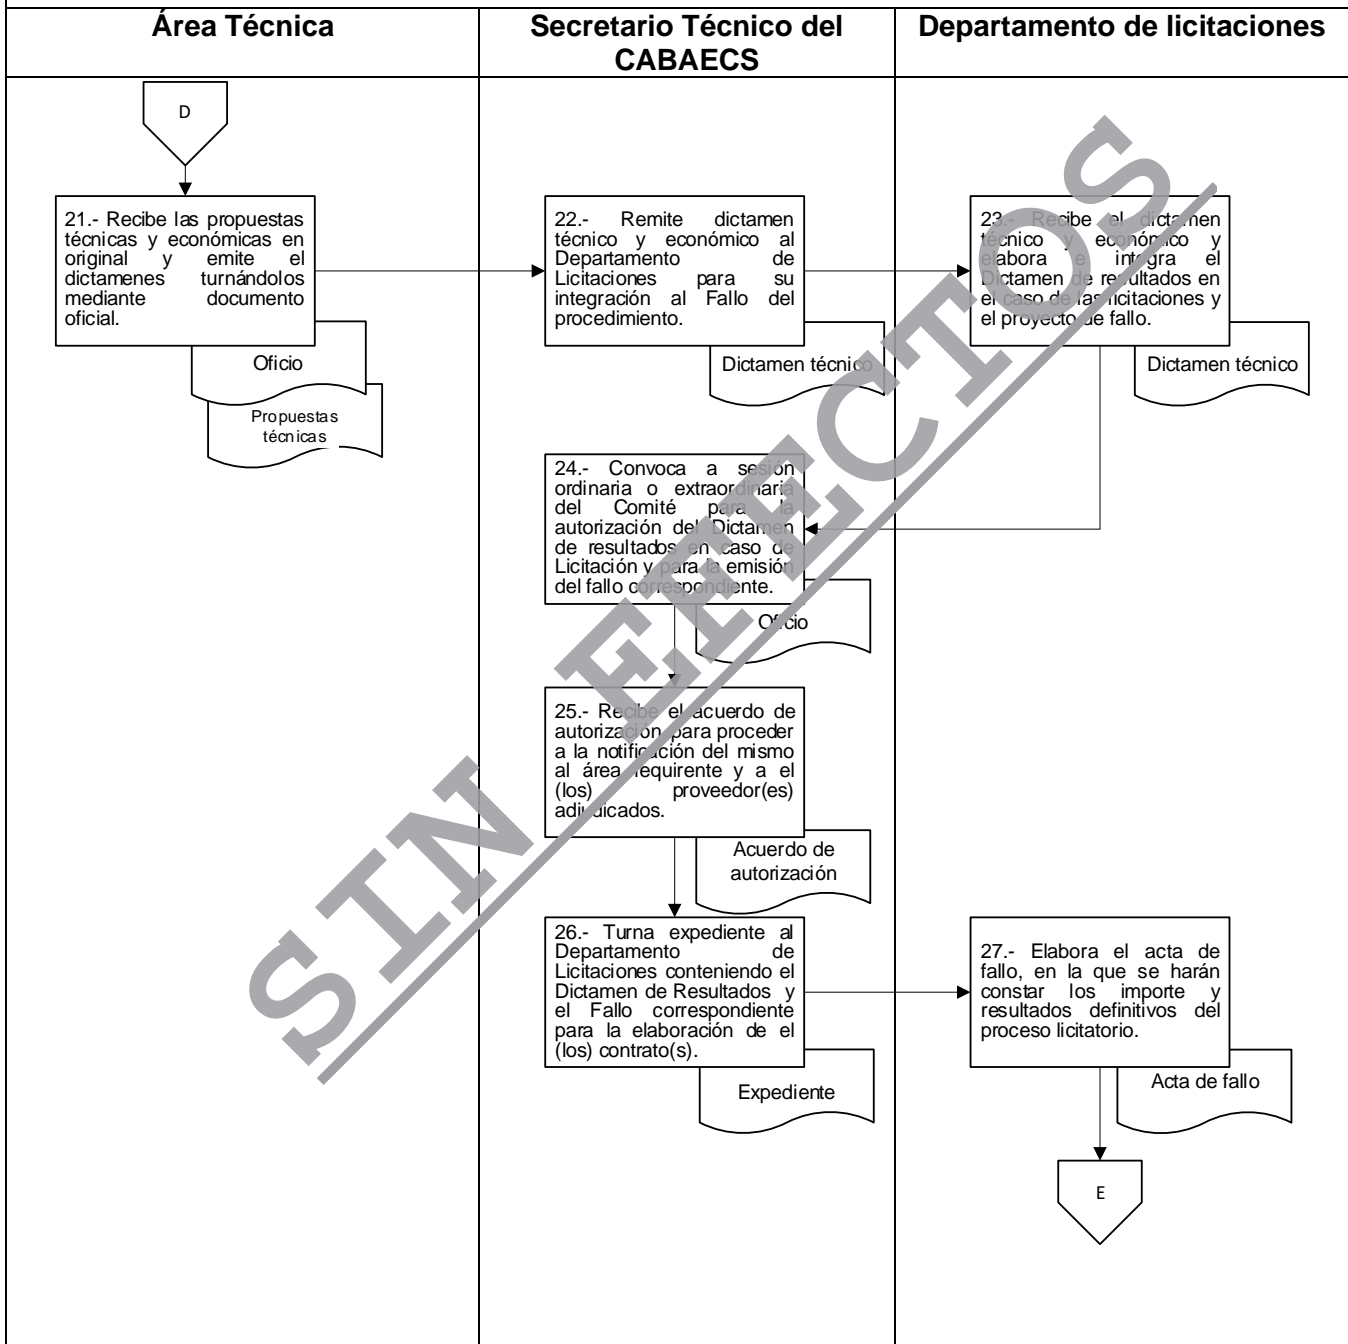 Área Técnica
Secretario Técnico del
CABAECS
Departamento de licitaciones
D
21.- Recibe las propuestas
técnicas y económicas en
original y emite el
dictamenes turnándolos
mediante documento
oficial.
Oficio
Propuestas
técnicas
22.- Remite dictamen
técnico y económico al
Departamento de
Licitaciones para su
integración al Fallo del
procedimiento.
Dictamen técnico
23.- Recibe el dictamen
técnico y económico y
elabora e integra el
Dictamen de resultados en
el caso de las licitaciones y
el proyecto de fallo.
Dictamen técnico
24.- Convoca a sesión
ordinaria o extraordinaria
del Comité para la
autorización del Dictamen
de resultados en caso de
Licitación y para la emisión
del fallo correspondiente.
Oficio
25.- Recibe el acuerdo de
autorización para proceder
a la notificación del mismo
al área requirente y a el
(los) proveedor(es)
adjudicados.
Acuerdo de
autorización
26.- Turna expediente al
Departamento de
Licitaciones conteniendo el
Dictamen de Resultados y
el Fallo correspondiente
para la elaboración de el
(los) contrato(s).
Expediente
27.- Elabora el acta de
fallo, en la que se harán
constar los importe y
resultados definitivos del
proceso licitatorio.
Acta de fallo
E
SIN EFECTOS